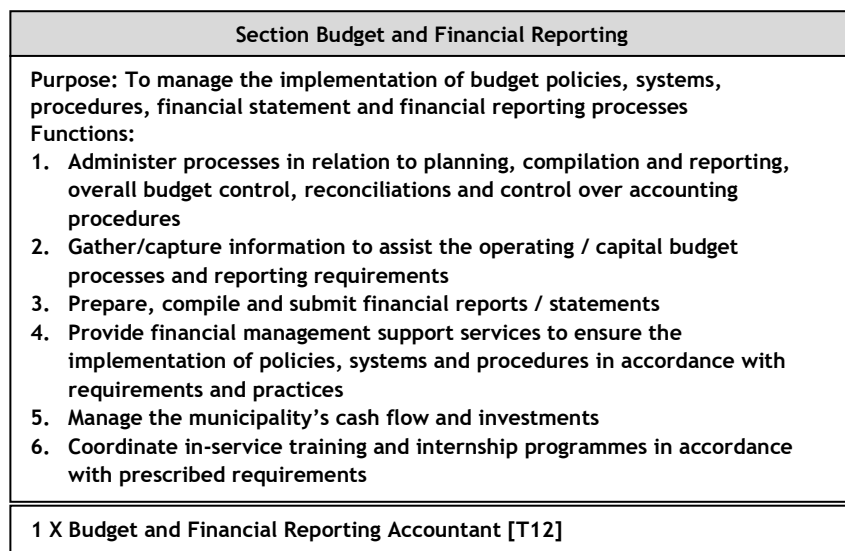 Section Budget and Financial Reporting
Purpose: To manage the implementation of budget policies, systems,
procedures, financial statement and financial reporting processes
Functions:
1. Administer processes in relation to planning, compilation and reporting,
overall budget control, reconciliations and control over accounting
procedures
2. Gather/capture information to assist the operating / capital budget
processes and reporting requirements
3. Prepare, compile and submit financial reports / statements
4. Provide financial management support services to ensure the
implementation of policies, systems and procedures in accordance with
requirements and practices
5. Manage the municipality’s cash flow and investments
6. Coordinate in-service training and internship programmes in accordance
with prescribed requirements
1 X Budget and Financial Reporting Accountant [T12]